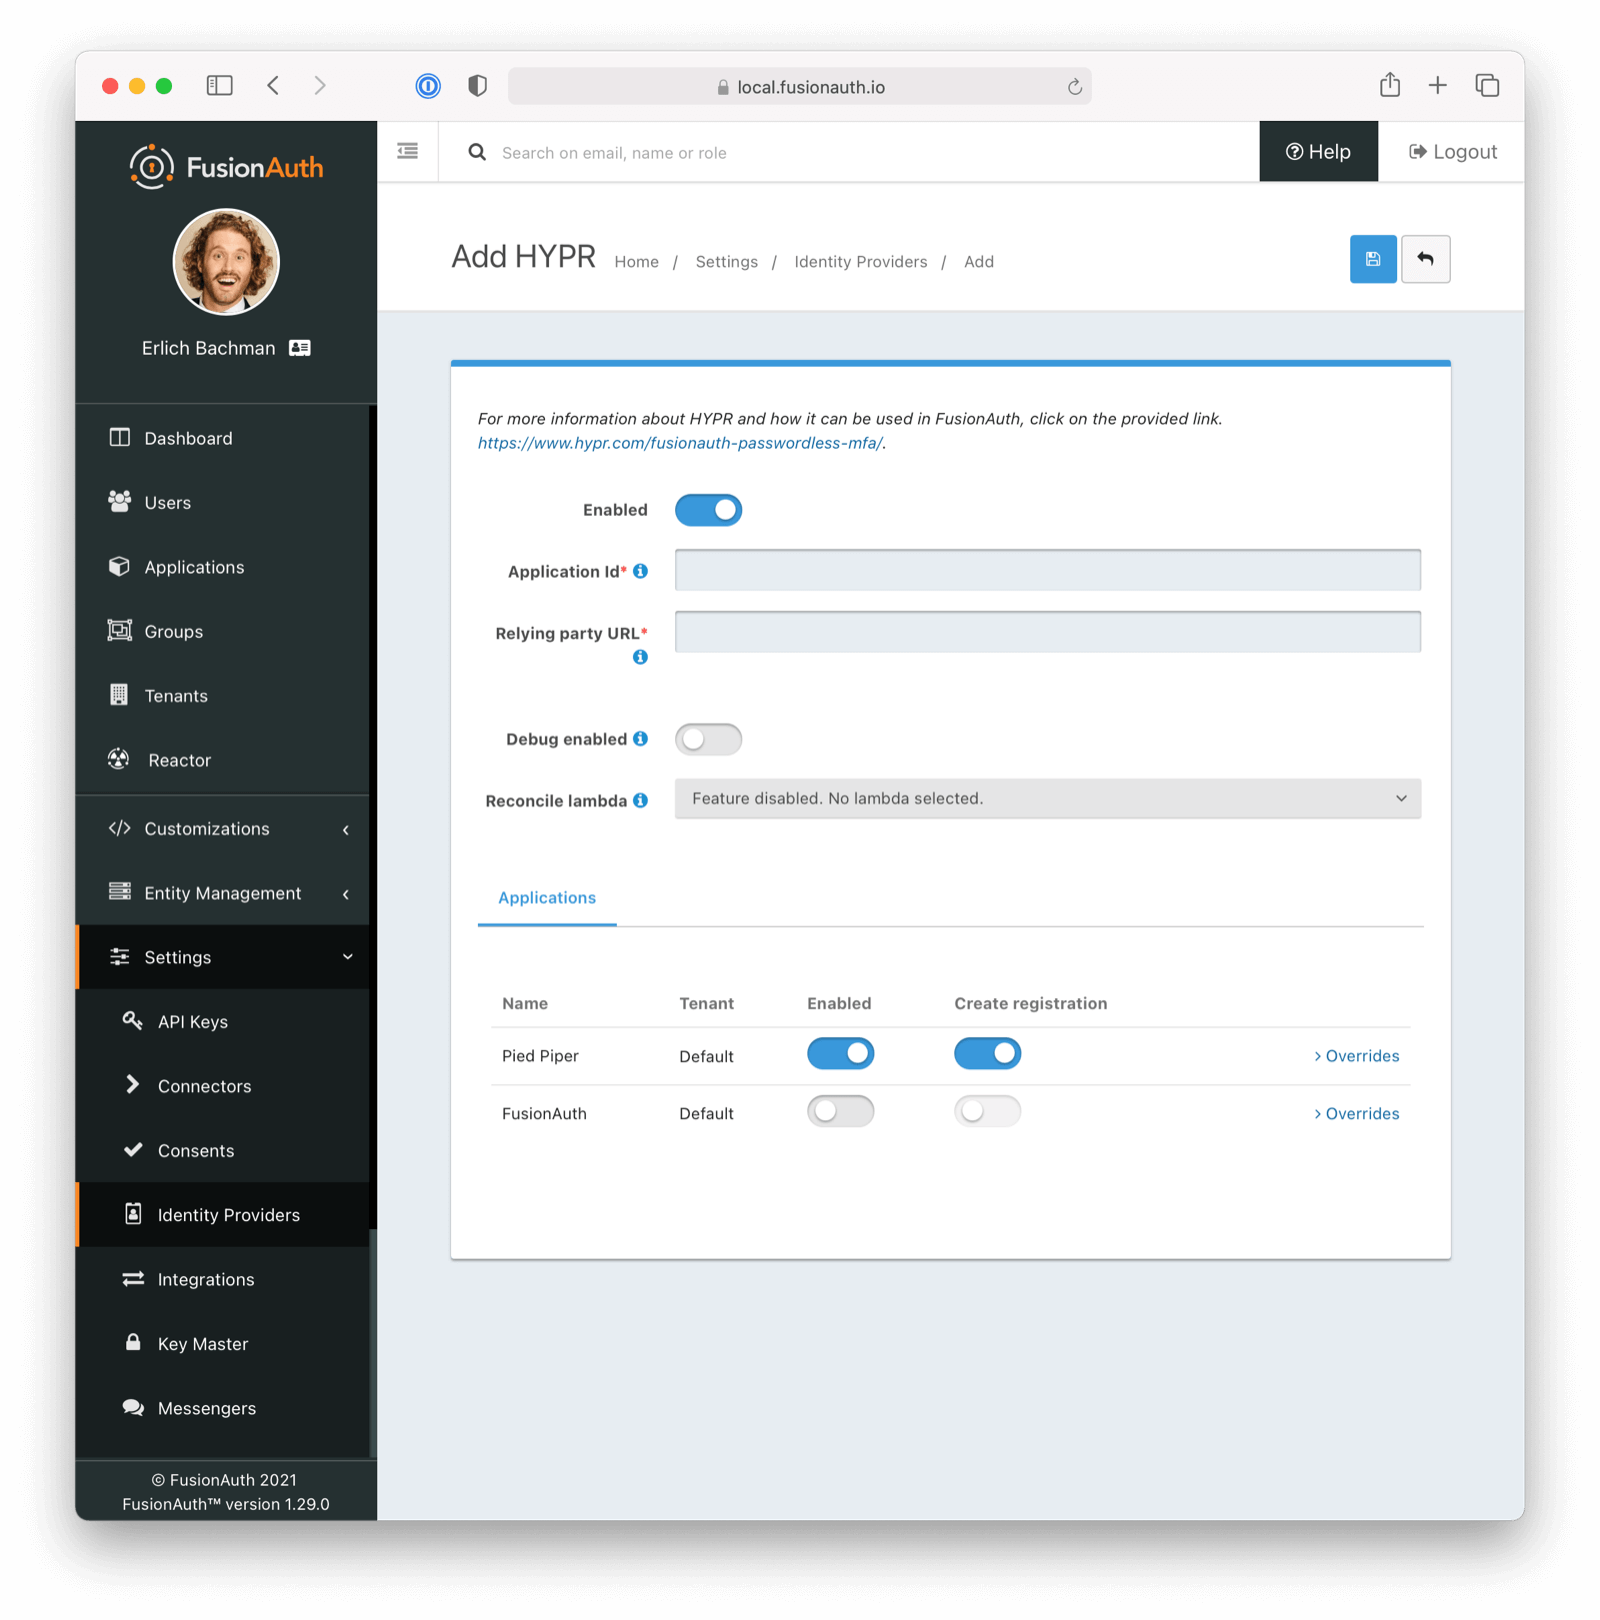 local.fusionauth.io
FusionAuth
Search on email, name or role
Help
Logout
Erlich Bachman
Add HYPR
Home / Settings / Identity Providers / Add
Dashboard
Users
Applications
Groups
Tenants
Reactor
Customizations
Entity Management
Settings
API Keys
Connectors
Consents
Identity Providers
Integrations
Key Master
Messengers
© FusionAuth 2021
FusionAuth™ version 1.29.0
For more information about HYPR and how it can be used in FusionAuth, click on the provided link.
https://www.hypr.com/fusionauth-passwordless-mfa/.
Enabled
Application Id*
Relying party URL*
Debug enabled
Reconcile lambda
Feature disabled. No lambda selected.
Applications
Name Tenant Enabled Create registration
Pied Piper Default Overrides
FusionAuth Default Overrides